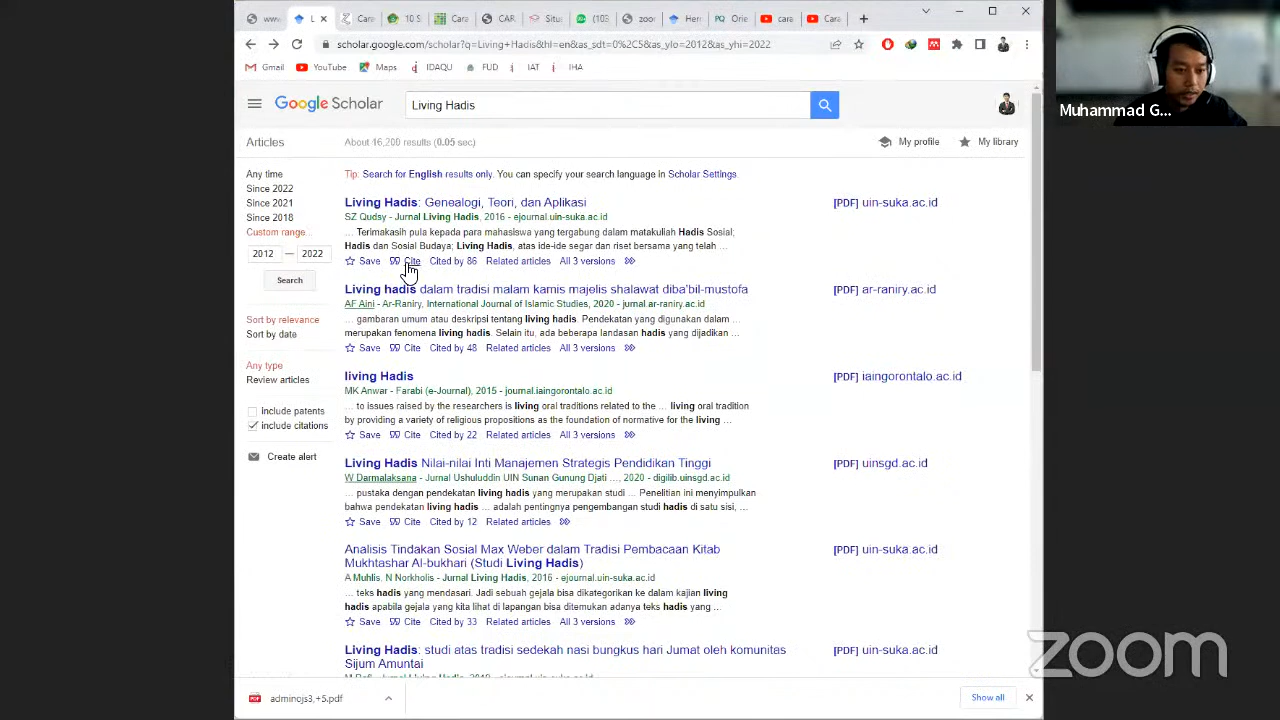 www
L
Care
10 S
Cara
CAR
Situ
(103
zoo
Her
PQ Orie
cara
Cara
scholar.google.com/scholar?q=Living+Hadis&hl=en&as_sdt=0%2C5&as_ylo=2012&as_yhi=2022
Gmail
YouTube
Maps
IDAQU
FUD
IAT
IHA
Muhammad G...
Google Scholar
Living Hadis
Articles
About 46,200 results (0.05 sec)
My profile
My library
Any time
Since 2022
Since 2021
Since 2018
Custom range...
2012 — 2022
Search
Sort by relevance
Sort by date
Any type
Review articles
include patents
include citations
Create alert
Tip: Search for English results only. You can specify your search language in Scholar Settings.
Living Hadis: Genealogi, Teori, dan Aplikasi
[PDF] uin-suka.ac.id
SZ Qudsy - Jurnal Living Hadis, 2016 - ejournal.uin-suka.ac.id
... Terimakasih pula kepada para mahasiswa yang tergabung dalam matakuliah Hadis Sosial;
Hadis dan Sosial Budaya; Living Hadis, atas ide-ide segar dan riset bersama yang telah ...
Save Cite Cited by 86 Related articles All 3 versions
Living hadis dalam tradisi malam kamis majelis shalawat diba'bil-mustofa
[PDF] ar-raniry.ac.id
AF Aini - Ar-Raniry, International Journal of Islamic Studies, 2020 - jurnal.ar-raniry.ac.id
... gambaran umum atau deskripsi tentang living hadis. Pendekatan yang digunakan dalam ...
merupakan fenomena living hadis. Selain itu, ada beberapa landasan hadis yang dijadikan ...
Save Cite Cited by 48 Related articles All 3 versions
living Hadis
[PDF] iaingorontalo.ac.id
MK Anwar - Farabi (e-Journal), 2015 - journal.iaingorontalo.ac.id
... to issues raised by the researchers is living oral traditions related to the ... living oral tradition
by providing a variety of religious propositions as the foundation of normative for the living ...
Save Cite Cited by 22 Related articles All 3 versions
Living Hadis Nilai-nilai Inti Manajemen Strategis Pendidikan Tinggi
[PDF] uinsgd.ac.id
W Darmalaksana - Jurnal Ushuluddin UIN Sunan Gunung Djati ..., 2020 - digilib.uinsgd.ac.id
... pustaka dengan pendekatan living hadis yang merupakan studi ... Penelitian ini menyimpulkan
bahwa pendekatan living hadis ... adalah pentingnya pengembangan studi hadis di satu sisi, ...
Save Cite Cited by 12 Related articles
Analisis Tindakan Sosial Max Weber dalam Tradisi Pembacaan Kitab
Mukhtashar Al-bukhari (Studi Living Hadis)
[PDF] uin-suka.ac.id
A Muhlis, N Norkholis - Jurnal Living Hadis, 2016 - ejournal.uin-suka.ac.id
... teks hadis yang mendasari. Jadi sebuah gejala bisa dikategorikan ke dalam kajian living
hadis apabila gejala yang kita lihat di lapangan bisa ditemukan adanya teks hadis yang ...
Save Cite Cited by 33 Related articles All 3 versions
Living Hadis: studi atas tradisi sedekah nasi bungkus hari Jumat oleh komunitas
Sijum Amuntai
[PDF] uin-suka.ac.id
adminojs3,+5.pdf
Show all
zoom